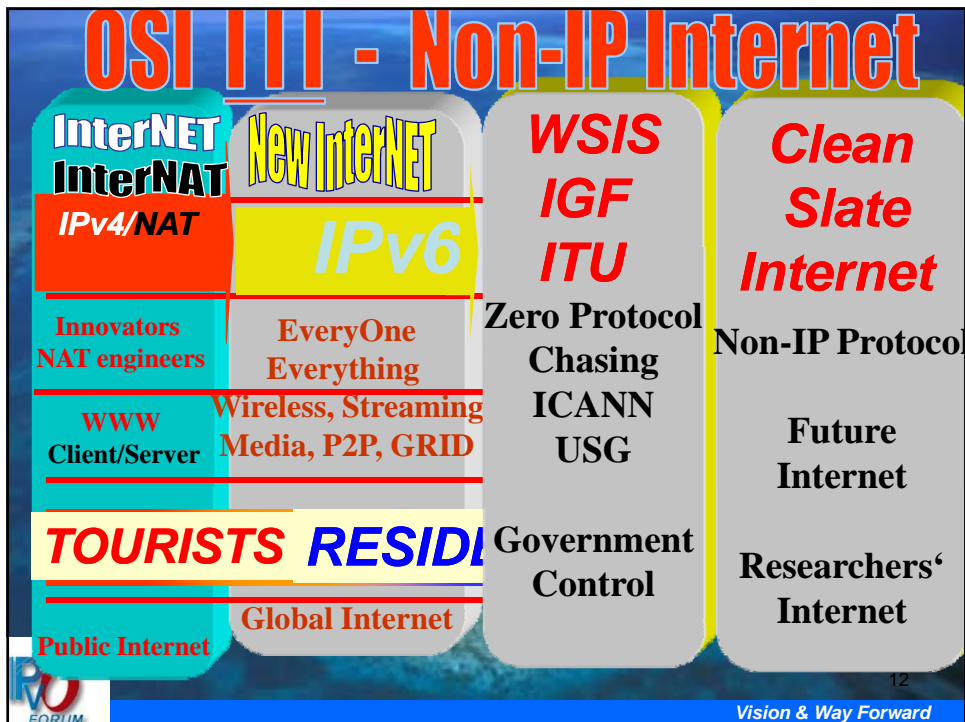 OSI III - Non-IP Internet
InterNET
InterNAT
IPv4/NAT
Innovators
NAT engineers
WWW
Client/Server
TOURISTS
Public Internet
New InterNET
IPv6
EveryOne
Everything
Wireless, Streaming
Media, P2P, GRID
RESIDE
Global Internet
WSIS
IGF
ITU
Zero Protocol
Chasing
ICANN
USG
Government
Control
Clean
Slate
Internet
Non-IP Protocol
Future
Internet
Researchers‘
Internet
12
FORUM
Vision & Way Forward